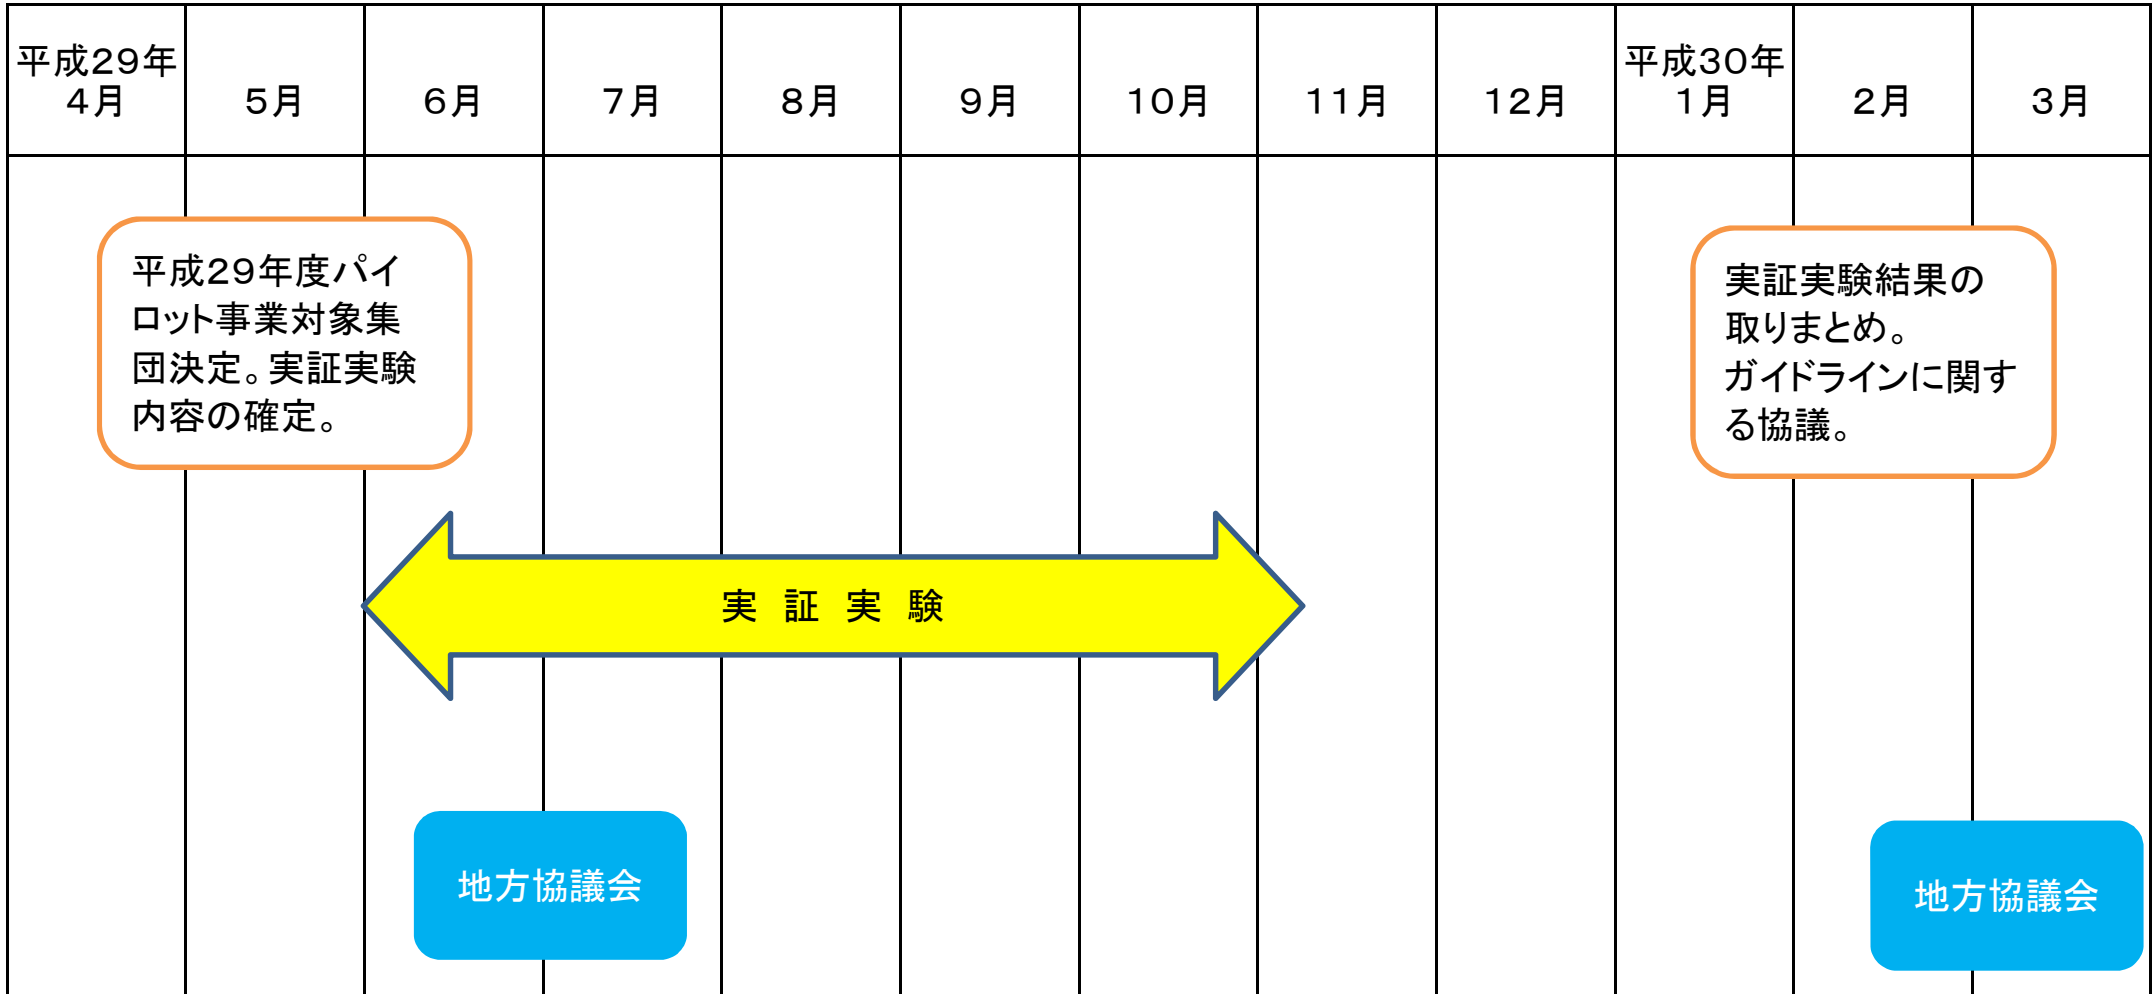 平成２９年
４月
５月
６月
７月
８月
９月
１０月
１１月
１２月
平成３０年
１月
２月
３月
平成２９年度パイ
ロット事業対象集
団決定。実証実験
内容の確定。
実証実験結果の
取りまとめ。
ガイドラインに関す
る協議。
実　証　実　験
地方協議会
地方協議会